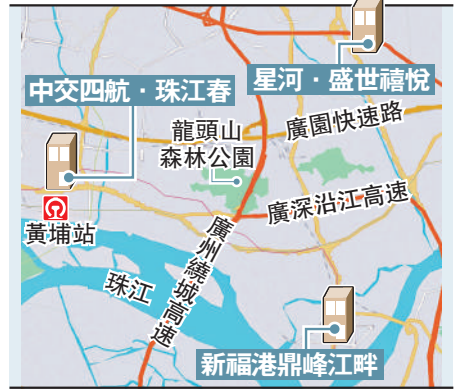 星河·盛世禧悅
中交四航·珠江春
龍頭山
森林公園
廣園快速路
廣深沿江高速
黃埔站
珠江
廣州繞城高速
新福港鼎峰江畔